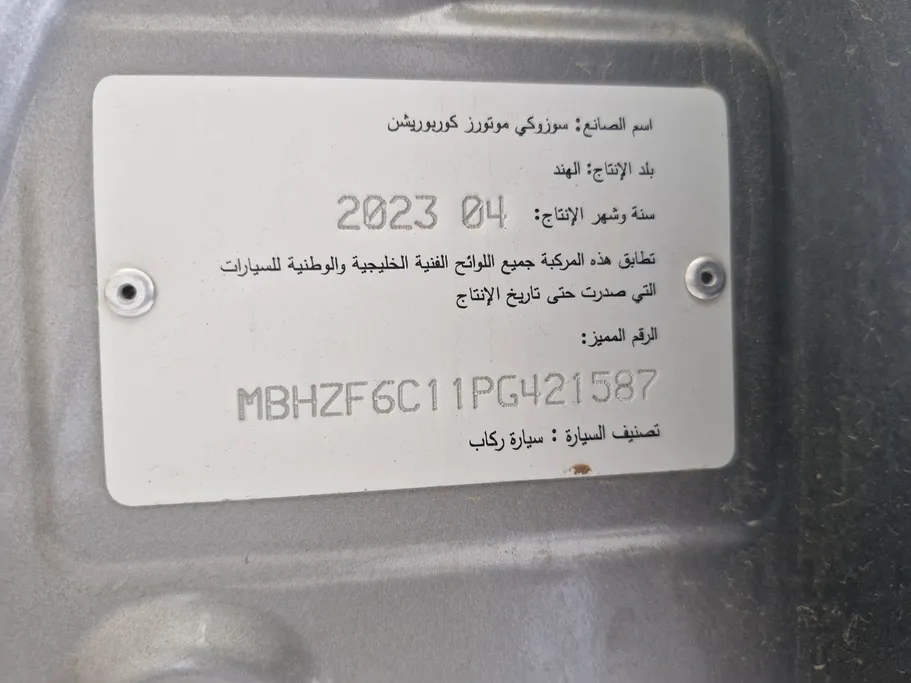 اسم الصانع: سوزوكي موتورز كوربوريشن
بلد الإنتاج: الهند
سنة وشهر الإنتاج: 2023 04
تطابق هذه المركبة جميع اللوائح الفنية الخليجية والوطنية للسيارات
التي صدرت حتى تاريخ الإنتاج
الرقم المميز:
MBHZF6C11PG421587
تصنيف السيارة : سيارة ركاب